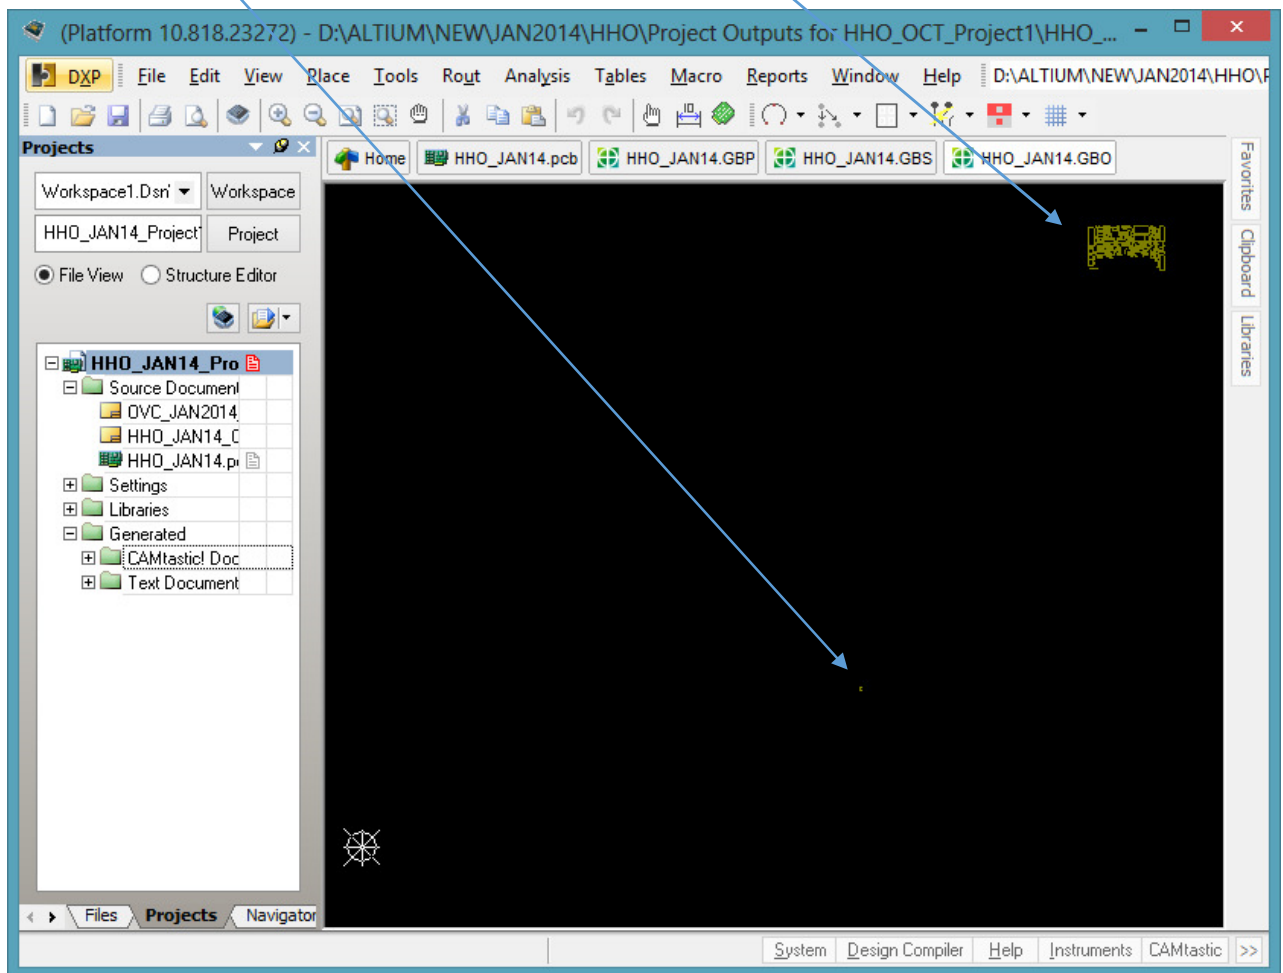 (Platform 10.818.23272) - D:\ALTIUM\NEW\JAN2014\HHO\Project Outputs for HHO_OCT_Project1\HHO_...
DXP File Edit View Place Tools Rout Analysis Tables Macro Reports Window Help D:\ALTIUM\NEW\JAN2014\HHO\P
Projects
Home HHO_JAN14.pcb HHO_JAN14.GBP HHO_JAN14.GBS HHO_JAN14.GBO
Workspace1.Dsn Workspace
HHO_JAN14_Project Project
File View Structure Editor
HHO_JAN14_Pro
Source Document
OVC_JAN2014_
HHO_JAN14_C
HHO_JAN14.p
Settings
Libraries
Generated
CAMtastic! Doc
Text Document
Favorites
Clipboard
Libraries
Files Projects Navigator
System Design Compiler Help Instruments CAMtastic >>